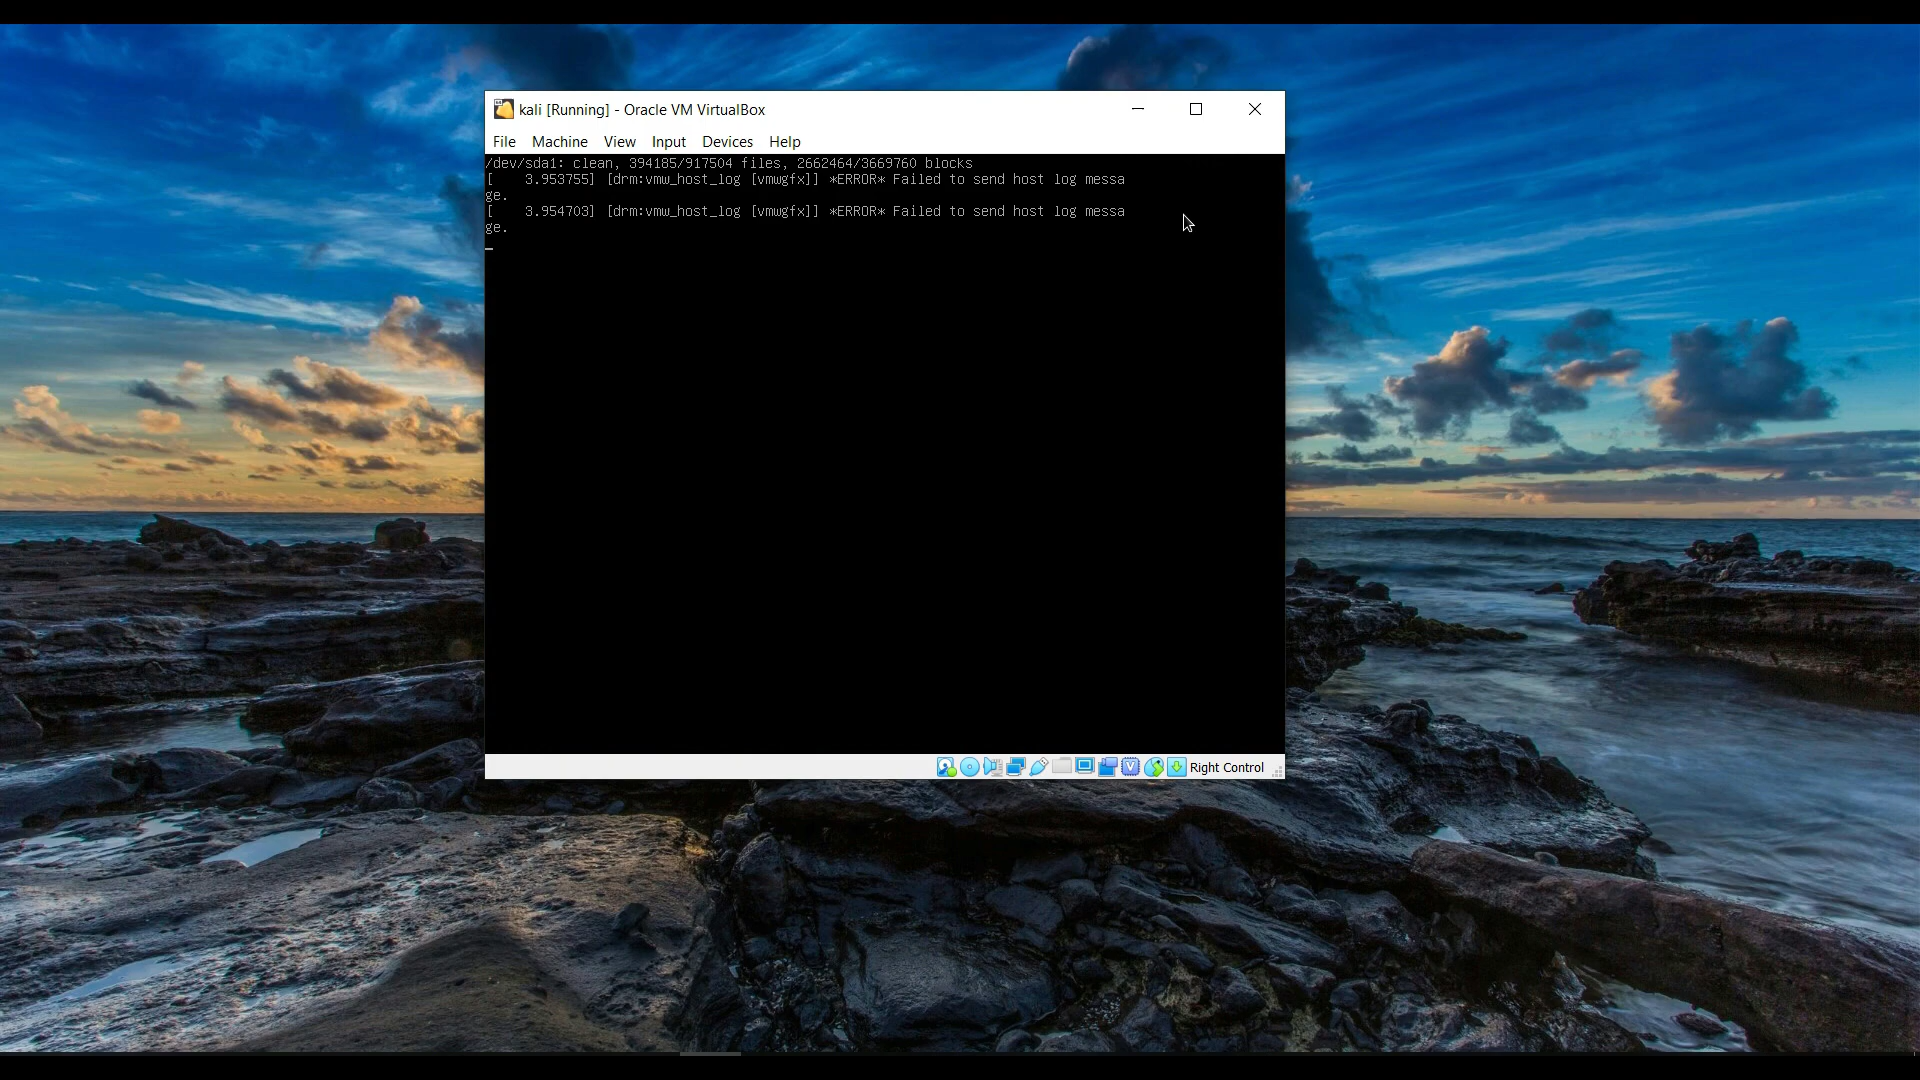 kali [Running] - Oracle VM VirtualBox
File Machine View Input Devices Help
/dev/sda1: clean, 394185/917504 files, 2662464/3669760 blocks
[    3.953755] [drm:vmw_host_log [vmwgfx]] *ERROR* Failed to send host log messa
ge.
[    3.954703] [drm:vmw_host_log [vmwgfx]] *ERROR* Failed to send host log messa
ge.
Right Control